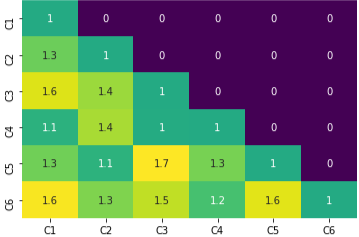 C1 1 0 0 0 0 0
C2 1.3 1 0 0 0 0
C3 1.6 1.4 1 0 0 0
C4 1.1 1.4 1 1 0 0
C5 1.3 1.1 1.7 1.3 1 0
C6 1.6 1.3 1.5 1.2 1.6 1
C1 C2 C3 C4 C5 C6